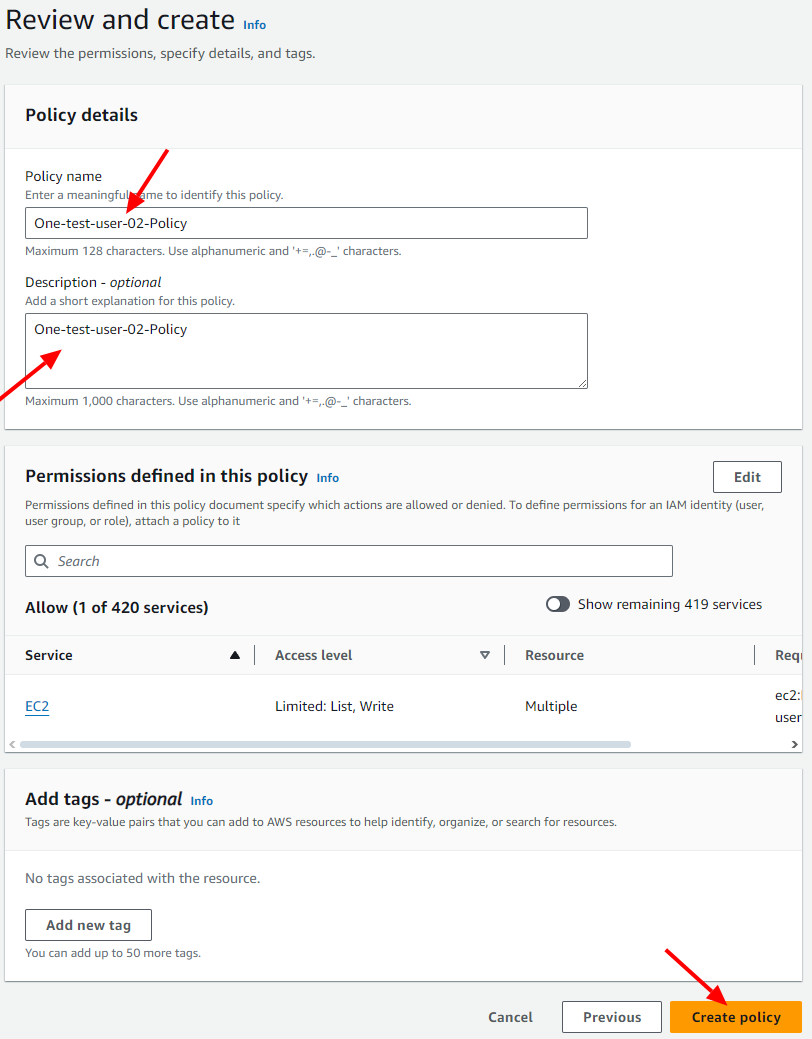 Review and create Info
Review the permissions, specify details, and tags.
Policy details
Policy name
Enter a meaningful name to identify this policy.
One-test-user-02-Policy
Maximum 128 characters. Use alphanumeric and '+=,.@-_' characters.
Description - optional
Add a short explanation for this policy.
One-test-user-02-Policy
Maximum 1,000 characters. Use alphanumeric and '+=,.@-_' characters.
Permissions defined in this policy Info
Edit
Permissions defined in this policy document specify which actions are allowed or denied. To define permissions for an IAM identity (user,
user group, or role), attach a policy to it
Search
Allow (1 of 420 services)
Show remaining 419 services
Service Access level Resource
EC2 Limited: List, Write Multiple
user
Add tags - optional Info
Tags are key-value pairs that you can add to AWS resources to help identify, organize, or search for resources.
No tags associated with the resource.
Add new tag
You can add up to 50 more tags.
Cancel Previous Create policy